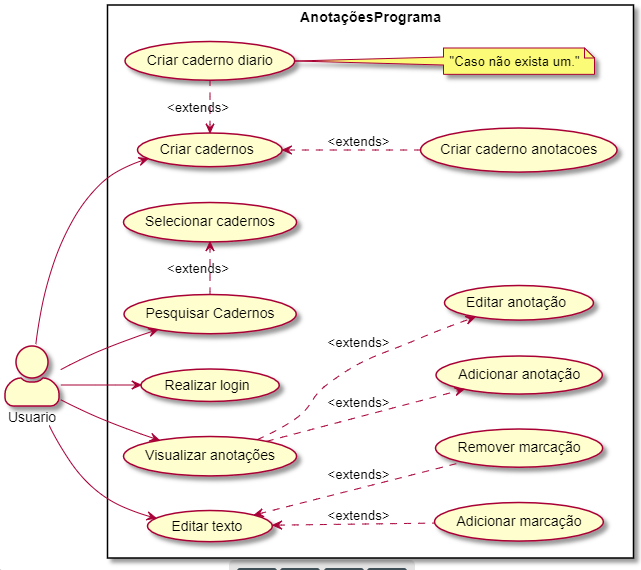 AnotaçõesPrograma
Criar caderno diario
"Caso não exista um."
<extends>
Criar cadernos
<extends>
Criar caderno anotacoes
Selecionar cadernos
<extends>
Pesquisar Cadernos
Editar anotação
<extends>
Realizar login
Adicionar anotação
<extends>
Usuario
Visualizar anotações
Remover marcação
<extends>
Editar texto
<extends>
Adicionar marcação